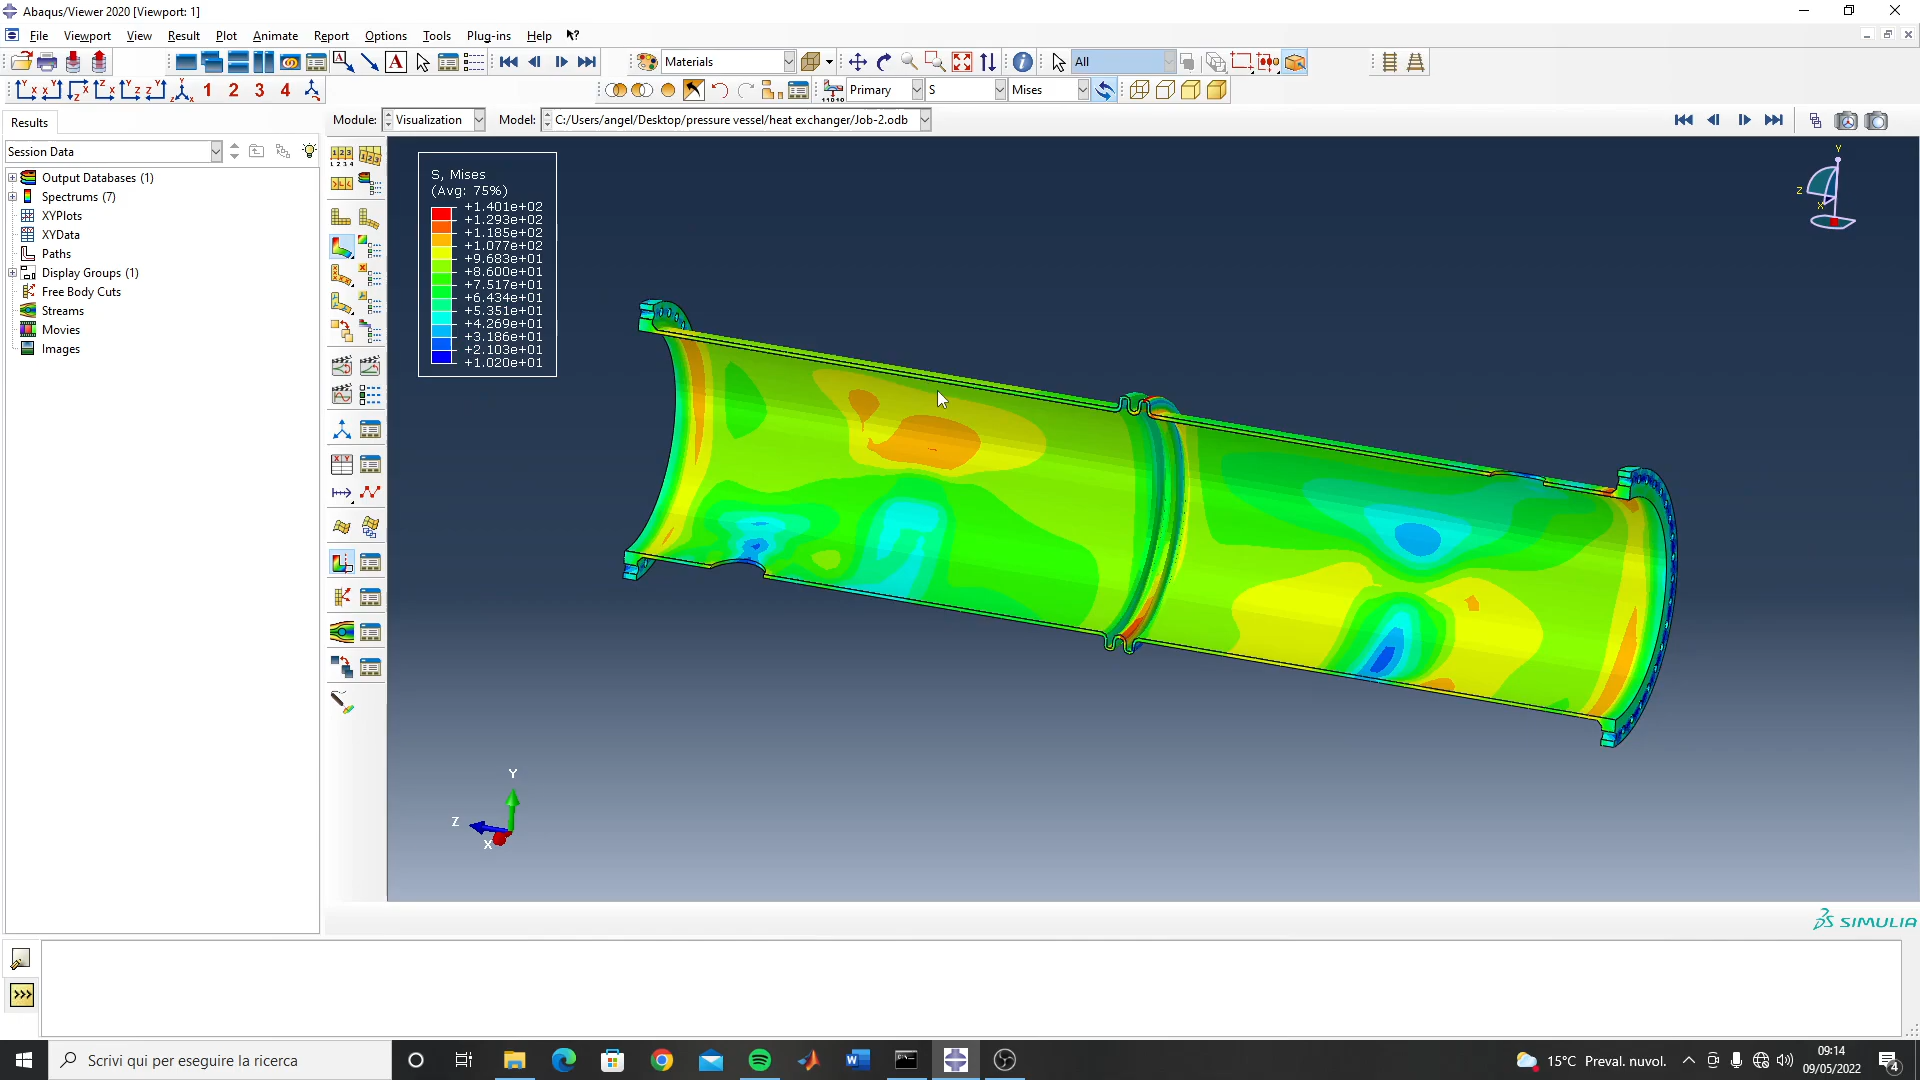 Abaqus/Viewer 2020 [Viewport: 1]
File Viewport View Result Plot Animate Report Options Tools Plug-ins Help
Materials
All
1 2 3 4
Primary
S
Mises
Results
Module: Visualization Model: C:/Users/angel/Desktop/pressure vessel/heat exchanger/Job-2.odb
Session Data
Output Databases (1)
Spectrums (7)
XYPlots
XYData
Paths
Display Groups (1)
Free Body Cuts
Streams
Movies
Images
S, Mises
(Avg: 75%)
+1.401e+02
+1.293e+02
+1.185e+02
+1.077e+02
+9.683e+01
+8.600e+01
+7.517e+01
+6.434e+01
+5.351e+01
+4.269e+01
+3.186e+01
+2.103e+01
+1.020e+01
Y
Z
X
Y
Z
X
SIMULIA
Scrivi qui per eseguire la ricerca
15°C Preval. nuvol.
09:14
09/05/2022
4